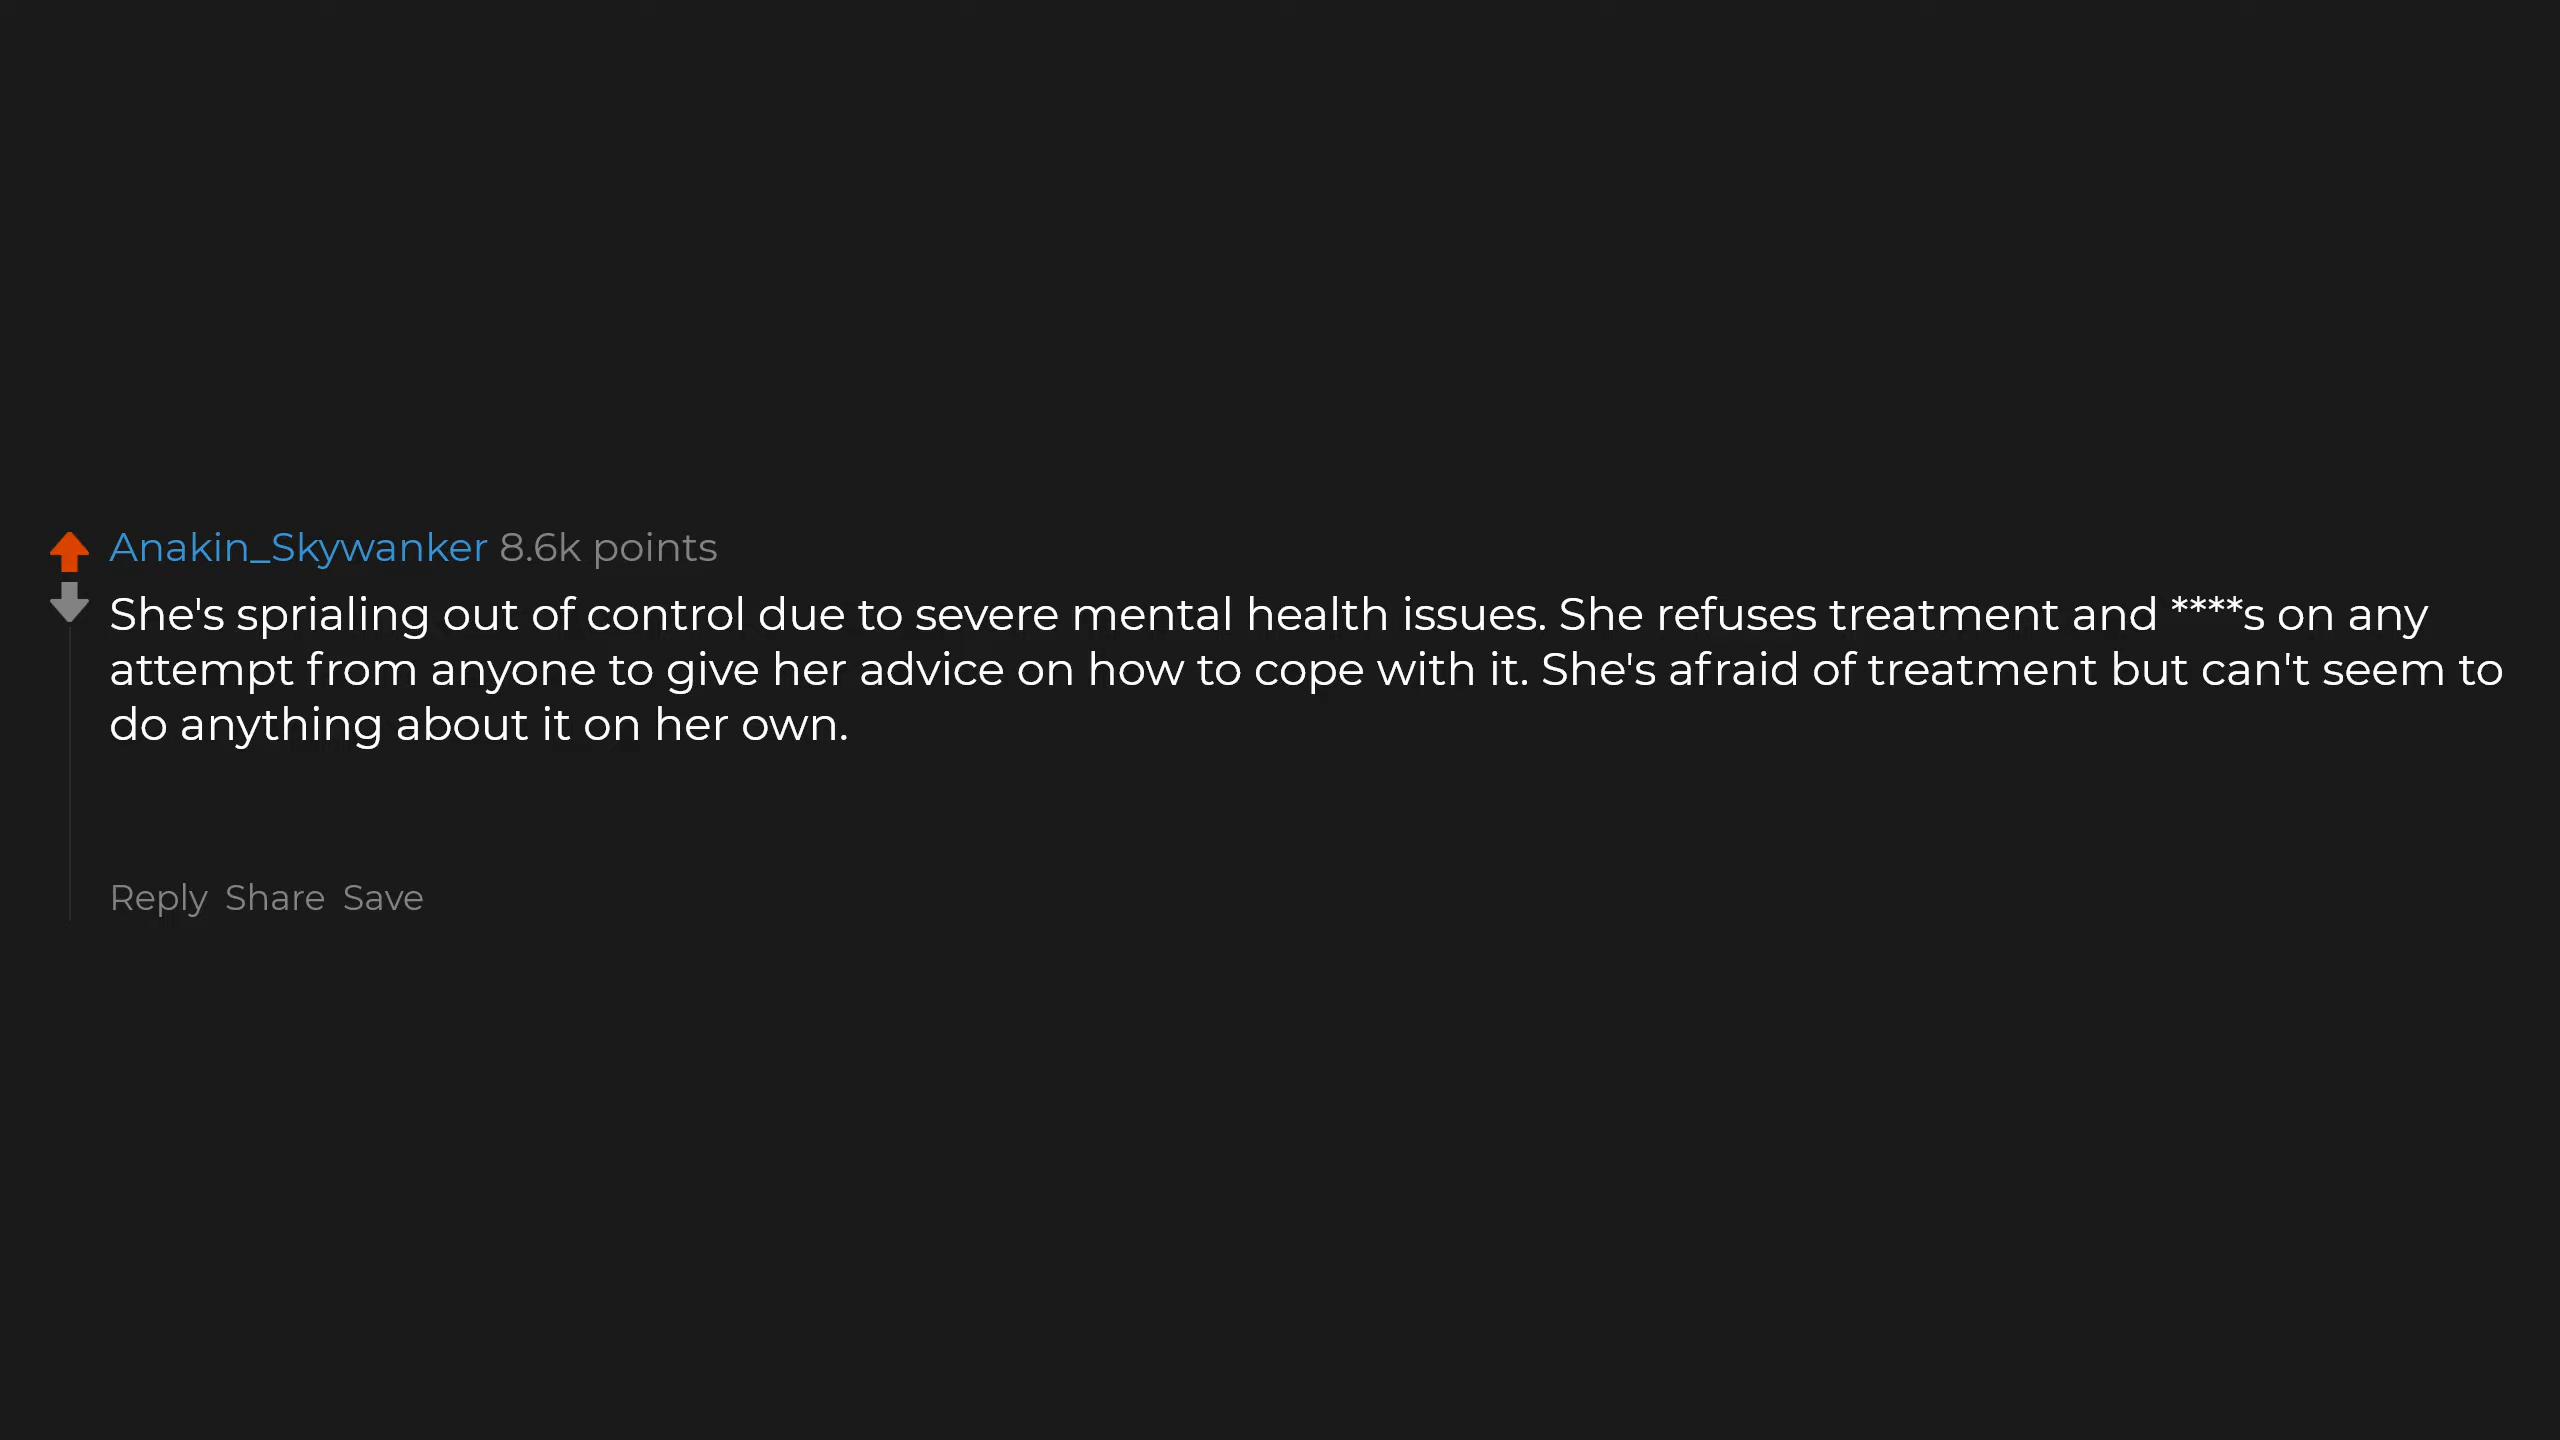 Anakin_Skywanker 8.6k points
She's sprialing out of control due to severe mental health issues. She refuses treatment and ****s on any
attempt from anyone to give her advice on how to cope with it. She's afraid of treatment but can't seem to
do anything about it on her own.
Reply Share Save